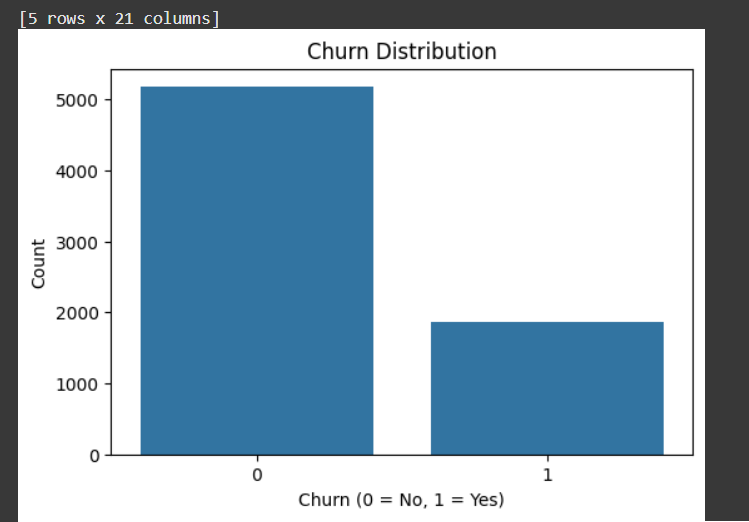 [5 rows x 21 columns]
Churn Distribution
5000
4000
3000
2000
1000
0
Count
0 1
Churn (0 = No, 1 = Yes)